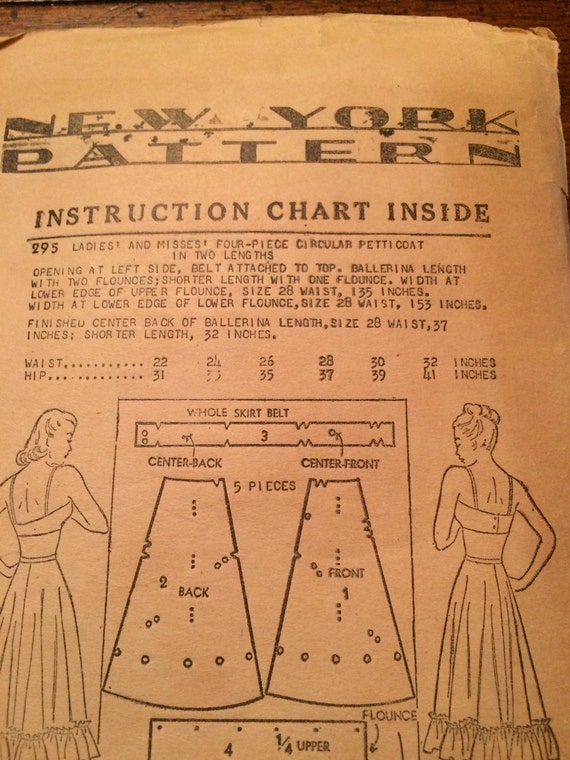 NEW YORK
PATTERN
INSTRUCTION CHART INSIDE
295 LADIES' AND MISSES' FOUR-PIECE CIRCULAR PETTICOAT
IN TWO LENGTHS
OPENING AT LEFT SIDE, BELT ATTACHED TO TOP. BALLERINA LENGTH
WITH TWO FLOUNCES; SHORTER LENGTH WITH ONE FLOUNCE. WIDTH AT
LOWER EDGE OF UPPER FLOUNCE, SIZE 28 WAIST, 135 INCHES.
WIDTH AT LOWER EDGE OF LOWER FLOUNCE, SIZE 28 WAIST, 153 INCHES.
FINISHED CENTER BACK OF BALLERINA LENGTH, SIZE 28 WAIST, 37
INCHES; SHORTER LENGTH, 32 INCHES.
WAIST........... 22 24 26 28 30 32 INCHES
HIP............. 31 33 35 37 39 41 INCHES
WHOLE SKIRT BELT
3
CENTER-BACK CENTER-FRONT
5 PIECES
2 BACK
FRONT 1
FLOUNCE
4 1/4 UPPER